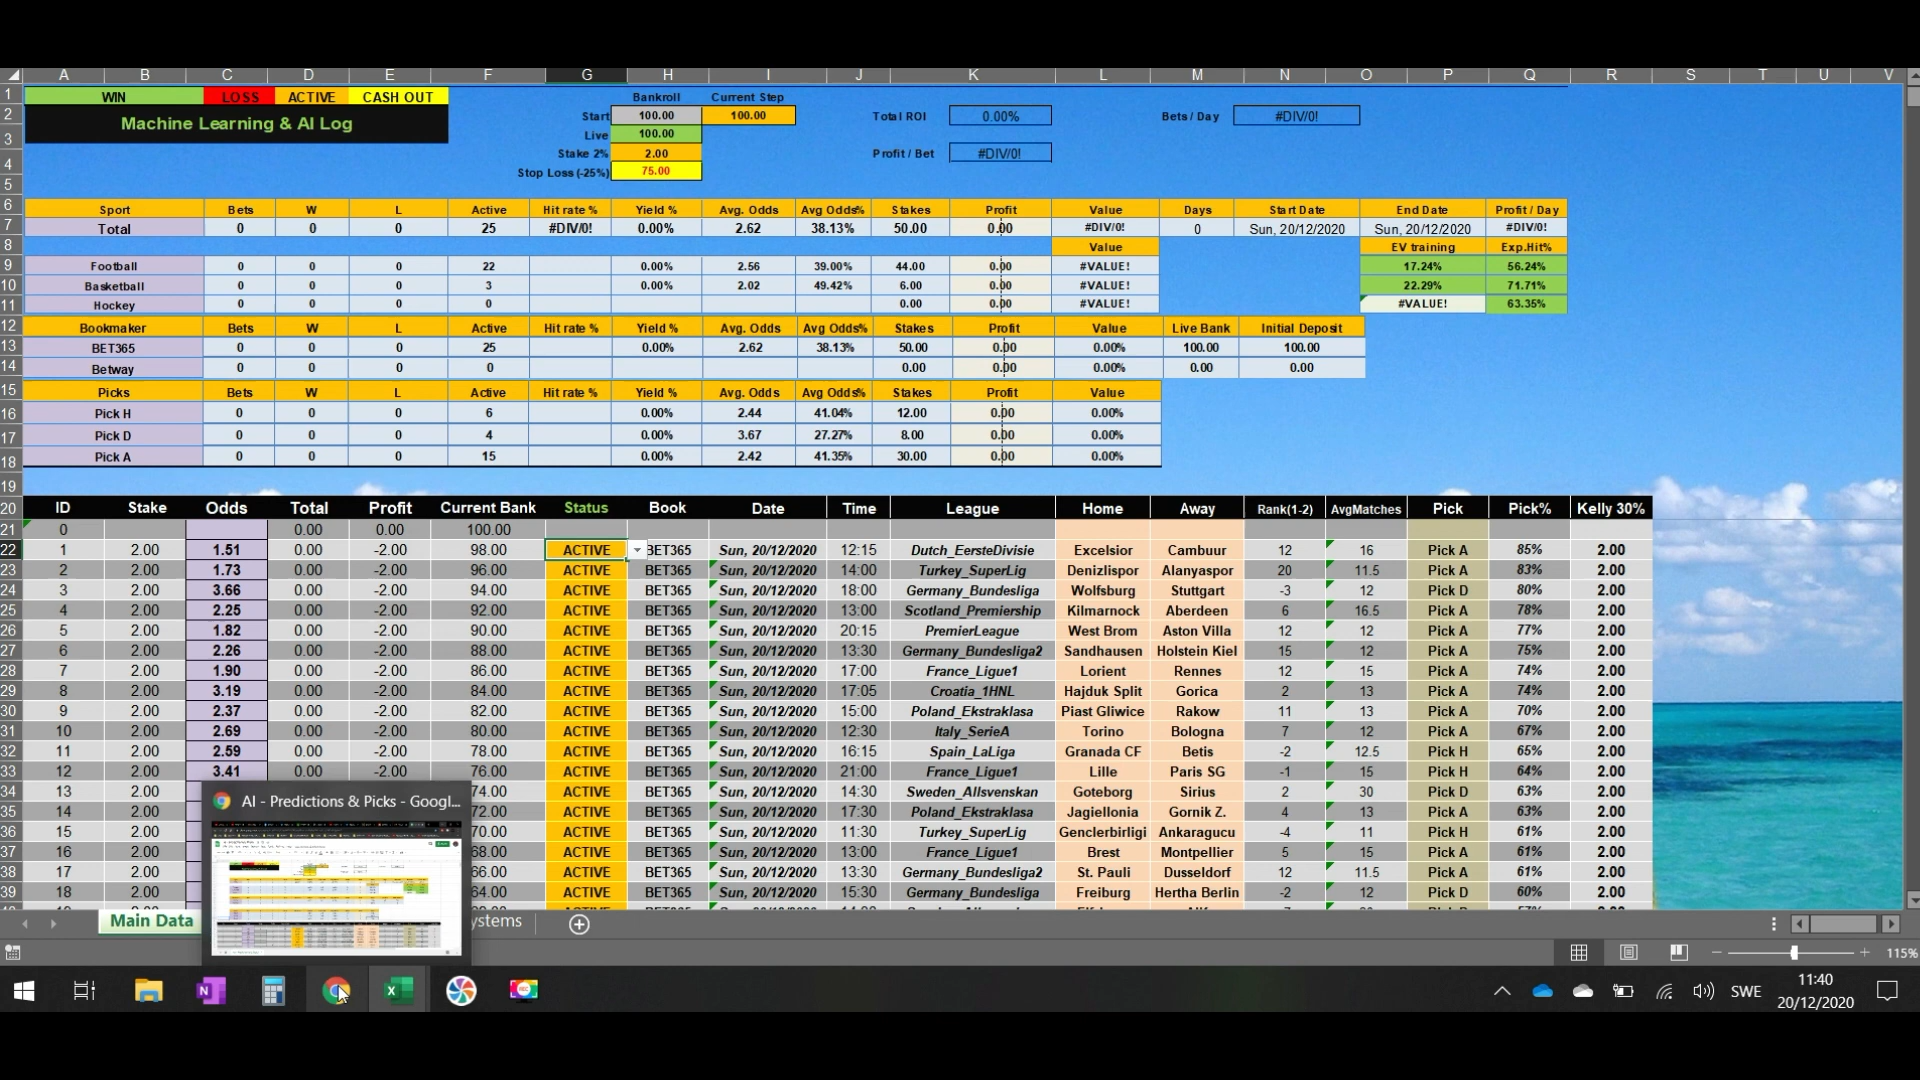 A B C D E F G H I J K L M N O P Q R S T U V
1 WIN LOSS ACTIVE CASH OUT Bankroll Current Step
2 Machine Learning & AI Log Start 100.00 100.00 Total ROI 0.00% Bets / Day #DIV/0!
3 Live 100.00
4 Stake 2% 2.00 Profit / Bet #DIV/0!
5 Stop Loss (-25%) 75.00
6 Sport Bets W L Active Hit rate % Yield % Avg. Odds Avg Odds% Stakes Profit Value Days Start Date End Date Profit / Day
7 Total 0 0 0 25 #DIV/0! 0.00% 2.62 38.13% 50.00 0.00 #DIV/0! 0 Sun, 20/12/2020 Sun, 20/12/2020 #DIV/0!
8 Value EV training Exp.Hit%
9 Football 0 0 0 22 0.00% 2.56 39.00% 44.00 0.00 #VALUE! 17.24% 56.24%
10 Basketball 0 0 0 3 0.00% 2.02 49.42% 6.00 0.00 #VALUE! 22.29% 71.71%
11 Hockey 0 0 0 0 0.00 0.00 #VALUE! #VALUE! 63.35%
12 Bookmaker Bets W L Active Hit rate % Yield % Avg. Odds Avg Odds% Stakes Profit Value Live Bank Initial Deposit
13 BET365 0 0 0 25 0.00% 2.62 38.13% 50.00 0.00 0.00% 100.00 100.00
14 Betway 0 0 0 0 0.00 0.00 0.00% 0.00 0.00
15 Picks Bets W L Active Hit rate % Yield % Avg. Odds Avg Odds% Stakes Profit Value
16 Pick H 0 0 0 6 0.00% 2.44 41.04% 12.00 0.00 0.00%
17 Pick D 0 0 0 4 0.00% 3.67 27.27% 8.00 0.00 0.00%
18 Pick A 0 0 0 15 0.00% 2.42 41.35% 30.00 0.00 0.00%
19
20 ID Stake Odds Total Profit Current Bank Status Book Date Time League Home Away Rank(1-2) AvgMatches Pick Pick% Kelly 30%
21 0 0.00 0.00 100.00
22 1 2.00 1.51 0.00 -2.00 98.00 ACTIVE BET365 Sun, 20/12/2020 12:15 Dutch_EersteDivisie Excelsior Cambuur 12 16 Pick A 85% 2.00
23 2 2.00 1.73 0.00 -2.00 96.00 ACTIVE BET365 Sun, 20/12/2020 14:00 Turkey_SuperLig Denizlispor Alanyaspor 20 11.5 Pick A 83% 2.00
24 3 2.00 3.66 0.00 -2.00 94.00 ACTIVE BET365 Sun, 20/12/2020 18:00 Germany_Bundesliga Wolfsburg Stuttgart -3 12 Pick D 80% 2.00
25 4 2.00 2.25 0.00 -2.00 92.00 ACTIVE BET365 Sun, 20/12/2020 13:00 Scotland_Premiership Kilmarnock Aberdeen 6 16.5 Pick A 78% 2.00
26 5 2.00 1.82 0.00 -2.00 90.00 ACTIVE BET365 Sun, 20/12/2020 20:15 PremierLeague West Brom Aston Villa 12 12 Pick A 77% 2.00
27 6 2.00 2.26 0.00 -2.00 88.00 ACTIVE BET365 Sun, 20/12/2020 13:30 Germany_Bundesliga2 Sandhausen Holstein Kiel 15 12 Pick A 75% 2.00
28 7 2.00 1.90 0.00 -2.00 86.00 ACTIVE BET365 Sun, 20/12/2020 17:00 France_Ligue1 Lorient Rennes 12 15 Pick A 74% 2.00
29 8 2.00 3.19 0.00 -2.00 84.00 ACTIVE BET365 Sun, 20/12/2020 17:05 Croatia_1HNL Hajduk Split Gorica 2 13 Pick A 74% 2.00
30 9 2.00 2.37 0.00 -2.00 82.00 ACTIVE BET365 Sun, 20/12/2020 15:00 Poland_Ekstraklasa Piast Gliwice Rakow 11 13 Pick A 70% 2.00
31 10 2.00 2.69 0.00 -2.00 80.00 ACTIVE BET365 Sun, 20/12/2020 12:30 Italy_SerieA Torino Bologna 7 12 Pick A 67% 2.00
32 11 2.00 2.59 0.00 -2.00 78.00 ACTIVE BET365 Sun, 20/12/2020 16:15 Spain_LaLiga Granada CF Betis -2 12.5 Pick H 65% 2.00
33 12 2.00 3.41 0.00 -2.00 76.00 ACTIVE BET365 Sun, 20/12/2020 21:00 France_Ligue1 Lille Paris SG -1 15 Pick H 64% 2.00
34 13 2.00 74.00 ACTIVE BET365 Sun, 20/12/2020 14:30 Sweden_Allsvenskan Goteborg Sirius 2 30 Pick D 63% 2.00
35 14 2.00 72.00 ACTIVE BET365 Sun, 20/12/2020 17:30 Poland_Ekstraklasa Jagiellonia Gornik Z. 4 13 Pick A 63% 2.00
36 15 2.00 70.00 ACTIVE BET365 Sun, 20/12/2020 11:30 Turkey_SuperLig Genclerbirligi Ankaragucu -4 11 Pick H 61% 2.00
37 16 2.00 68.00 ACTIVE BET365 Sun, 20/12/2020 13:00 France_Ligue1 Brest Montpellier 5 15 Pick A 61% 2.00
38 17 2.00 66.00 ACTIVE BET365 Sun, 20/12/2020 13:30 Germany_Bundesliga2 St. Pauli Dusseldorf 12 11.5 Pick A 61% 2.00
39 18 2.00 64.00 ACTIVE BET365 Sun, 20/12/2020 15:30 Germany_Bundesliga Freiburg Hertha Berlin -2 12 Pick D 60% 2.00
AI - Predictions & Picks - Googl...
Main Data ystems
115%
SWE 11:40
20/12/2020